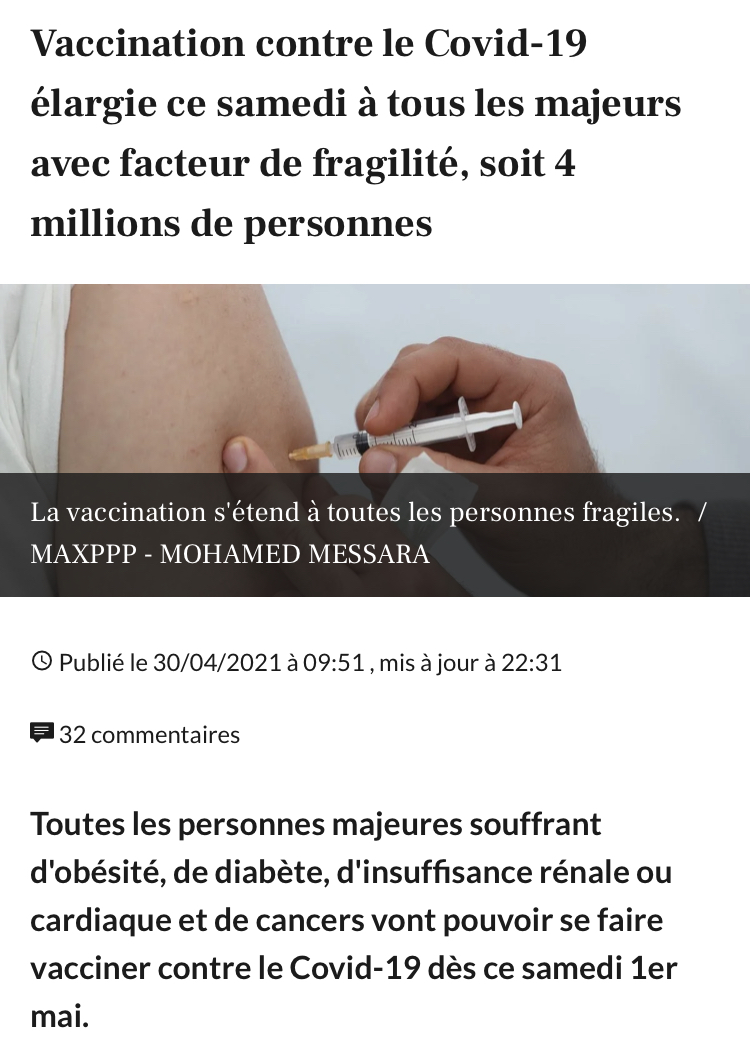 Vaccination contre le Covid-19
élargie ce samedi à tous les majeurs
avec facteur de fragilité, soit 4
millions de personnes
La vaccination s'étend à toutes les personnes fragiles. /
MAXPPP - MOHAMED MESSARA
Publié le 30/04/2021 à 09:51 , mis à jour à 22:31
32 commentaires
Toutes les personnes majeures souffrant
d'obésité, de diabète, d'insuffisance rénale ou
cardiaque et de cancers vont pouvoir se faire
vacciner contre le Covid-19 dès ce samedi 1er
mai.